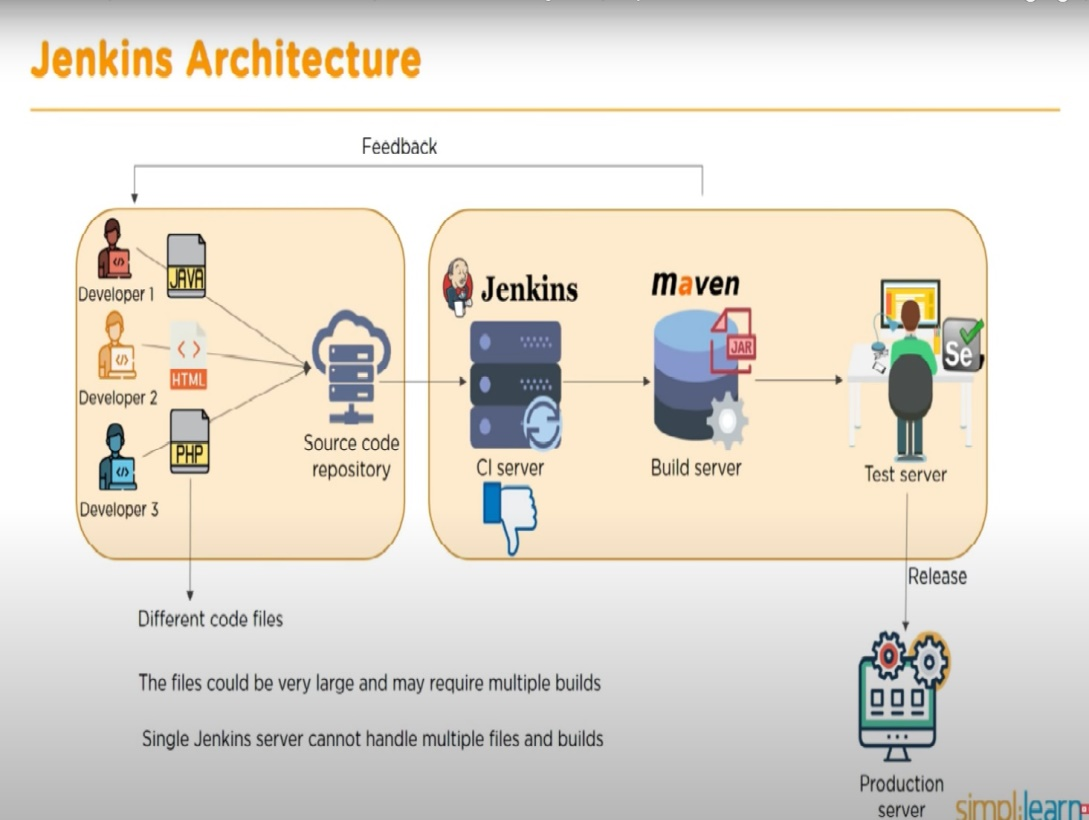 Jenkins Architecture
Feedback
JAVA
Developer 1
HTML
Developer 2
PHP
Developer 3
Source code
repository
Jenkins
CI server
maven
JAR
Build server
Se
Test server
Release
Different code files
The files could be very large and may require multiple builds
Single Jenkins server cannot handle multiple files and builds
Production
server
simplilearn